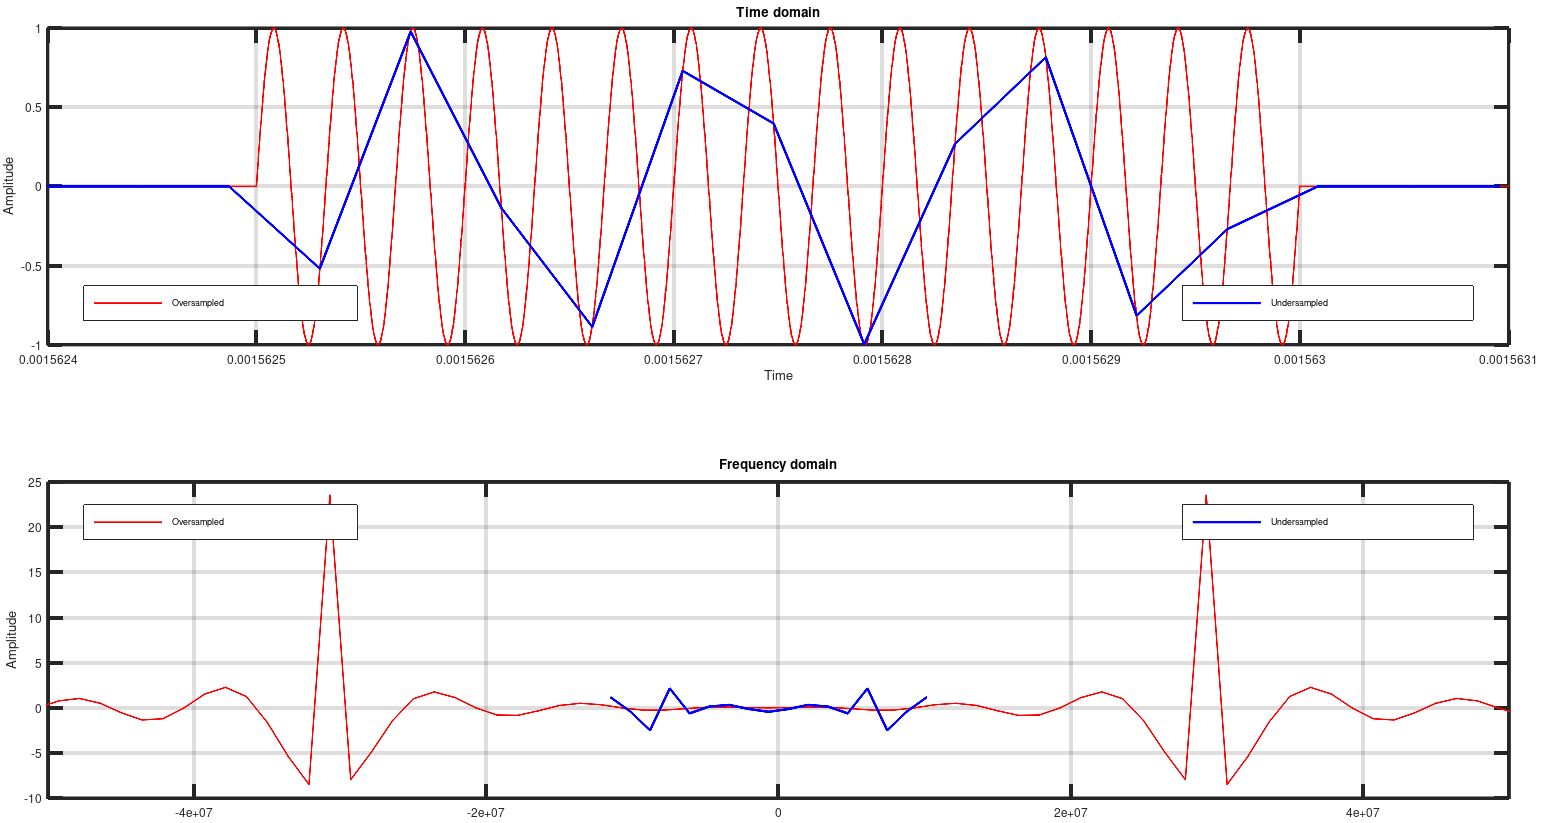 Time domain
Amplitude
1
0.5
0
-0.5
-1
Oversampled
Undersampled
0.0015624 0.0015625 0.0015626 0.0015627 0.0015628 0.0015629 0.001563 0.0015631
Time
Frequency domain
Amplitude
25
20
15
10
5
0
-5
-10
Oversampled
Undersampled
-4e+07 -2e+07 0 2e+07 4e+07